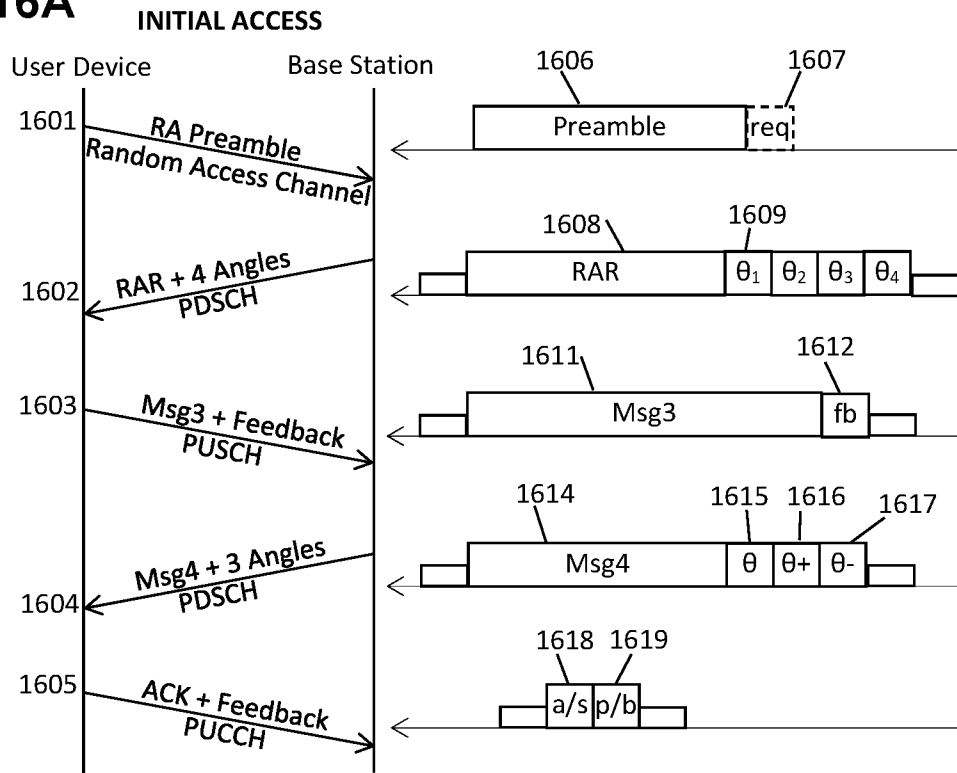 16A
INITIAL ACCESS
User Device
Base Station
1606
1607
1601
RA Preamble
Random Access Channel
Preamble
req
1608
1609
1602
RAR + 4 Angles
PDSCH
RAR
θ1
θ2
θ3
θ4
1611
1612
1603
Msg3 + Feedback
PUSCH
Msg3
fb
1614
1615
1616
1617
1604
Msg4 + 3 Angles
PDSCH
Msg4
θ
θ+
θ-
1618
1619
1605
ACK + Feedback
PUCCH
a/s
p/b